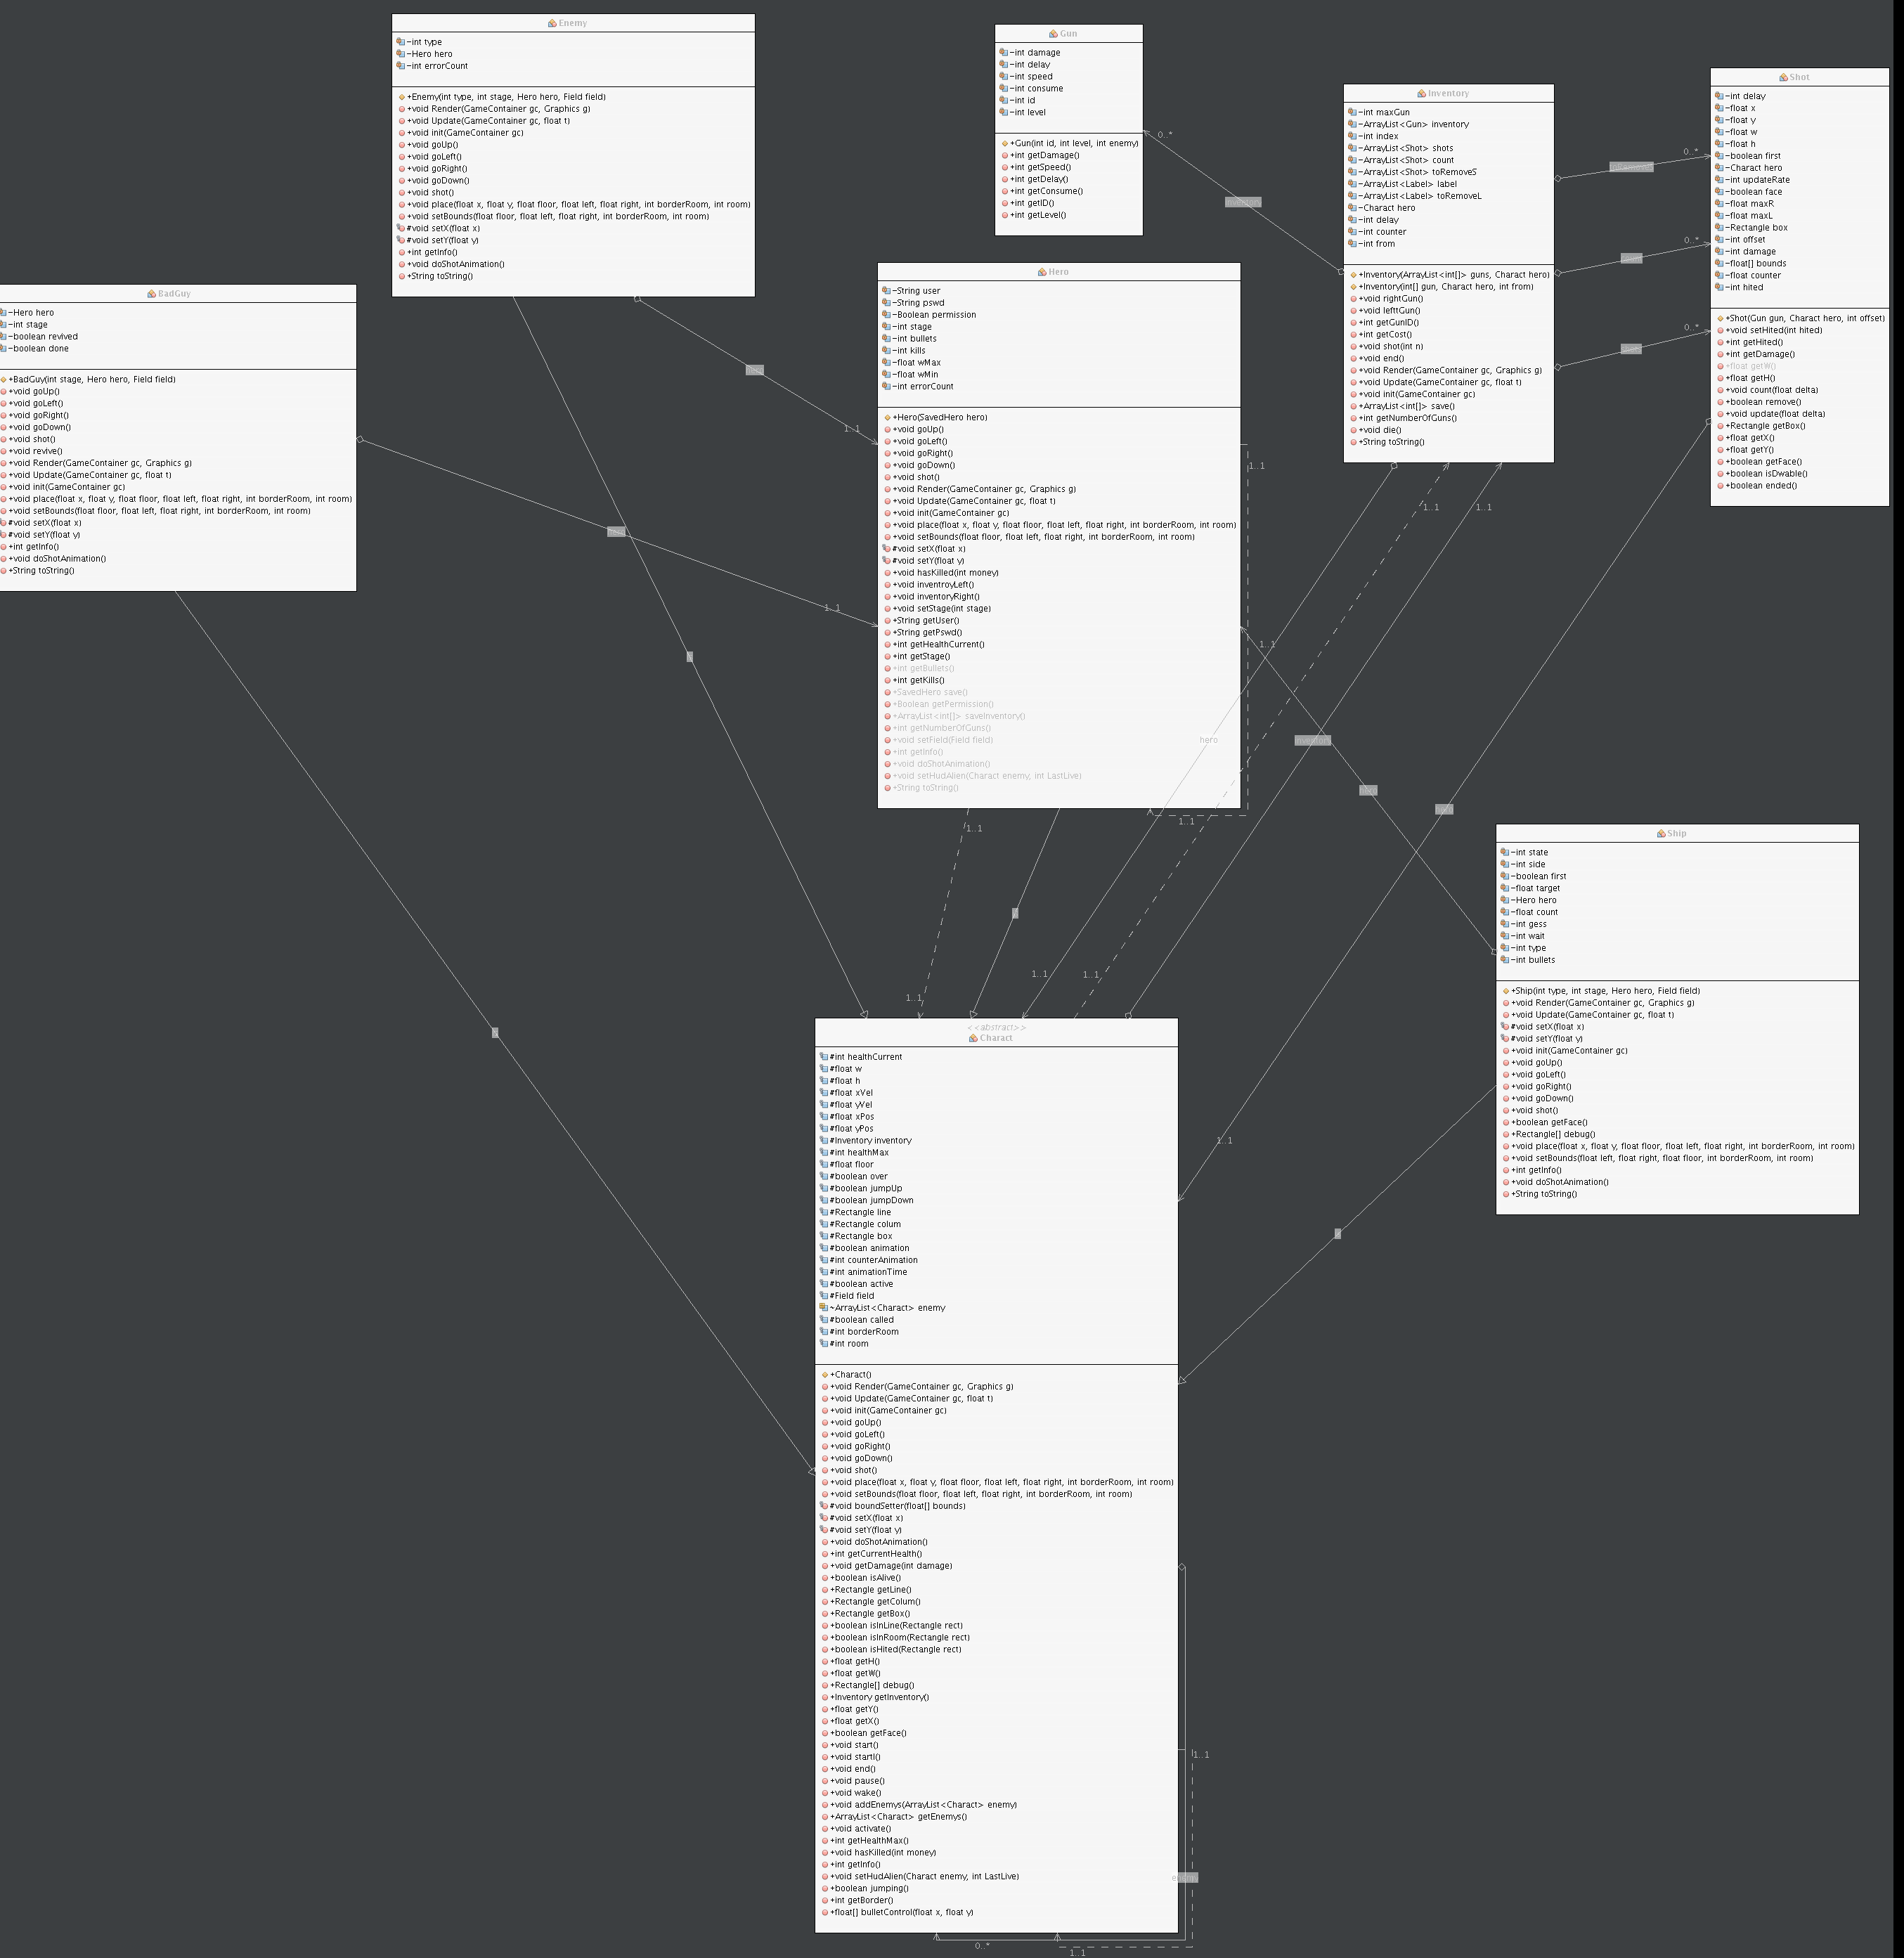 Enemy
-int type
-Hero hero
-int errorCount
+Enemy(int type, int stage, Hero hero, Field field)
+void Render(GameContainer gc, Graphics g)
+void Update(GameContainer gc, float t)
+void init(GameContainer gc)
+void goUp()
+void goLeft()
+void goRight()
+void goDown()
+void shot()
+void place(float x, float y, float floor, float left, float right, int borderRoom, int room)
+void setBounds(float floor, float left, float right, int borderRoom, int room)
#void setX(float x)
#void setY(float y)
+int getInfo()
+void doShotAnimation()
+String toString()
Gun
-int damage
-int delay
-int speed
-int consume
-int id
-int level
+Gun(int id, int level, int enemy)
+int getDamage()
+int getSpeed()
+int getDelay()
+int getConsume()
+int getID()
+int getLevel()
0..*
inventory
Inventory
-int maxGun
-ArrayList<Gun> inventory
-int index
-ArrayList<Shot> shots
-ArrayList<Shot> count
-ArrayList<Shot> toRemoveS
-ArrayList<Label> label
-ArrayList<Label> toRemoveL
-Charact hero
-int delay
-int counter
-int from
+Inventory(ArrayList<int[]> guns, Charact hero)
+Inventory(int[] gun, Charact hero, int from)
+void rightGun()
+void lefttGun()
+int getGunID()
+int getCost()
+void shot(int n)
+void end()
+void Render(GameContainer gc, Graphics g)
+void Update(GameContainer gc, float t)
+void init(GameContainer gc)
+ArrayList<int[]> save()
+int getNumberOfGuns()
+void die()
+String toString()
0..*
0..*
0..*
Shot
-int delay
-float x
-float y
-float w
-float h
-boolean first
-Charact hero
-int updateRate
-boolean face
-float maxR
-float maxL
-Rectangle box
-int offset
-int damage
-float[] bounds
-float counter
-int hited
+Shot(Gun gun, Charact hero, int offset)
+void setHited(int hited)
+int getHited()
+int getDamage()
+float getW()
+float getH()
+void count(float delta)
+boolean remove()
+void update(float delta)
+Rectangle getBox()
+float getX()
+float getY()
+boolean getFace()
+boolean isDwable()
+boolean ended()
BadGuy
-Hero hero
-int stage
-boolean revived
-boolean done
+BadGuy(int stage, Hero hero, Field field)
+void goUp()
+void goLeft()
+void goRight()
+void goDown()
+void shot()
+void revive()
+void Render(GameContainer gc, Graphics g)
+void Update(GameContainer gc, float t)
+void init(GameContainer gc)
+void place(float x, float y, float floor, float left, float right, int borderRoom, int room)
+void setBounds(float floor, float left, float right, int borderRoom, int room)
#void setX(float x)
#void setY(float y)
+int getInfo()
+void doShotAnimation()
+String toString()
1..1
1..1
Hero
-String user
-String pswd
-Boolean permission
-int stage
-int bullets
-int kills
-float wMax
-float wMin
-int errorCount
+Hero(SavedHero hero)
+void goUp()
+void goLeft()
+void goRight()
+void goDown()
+void shot()
+void Render(GameContainer gc, Graphics g)
+void Update(GameContainer gc, float t)
+void init(GameContainer gc)
+void place(float x, float y, float floor, float left, float right, int borderRoom, int room)
+void setBounds(float floor, float left, float right, int borderRoom, int room)
#void setX(float x)
#void setY(float y)
+void hasKilled(int money)
+void inventroyLeft()
+void inventoryRight()
+void setStage(int stage)
+String getUser()
+String getPswd()
+int getHealthCurrent()
+int getStage()
+int getBullets()
+int getKills()
+SavedHero save()
+Boolean getPermission()
+ArrayList<int[]> saveInventory()
+int getNumberOfGuns()
+void setField(Field field)
+int getInfo()
+void doShotAnimation()
+void setHudAlien(Charact enemy, int LastLive)
+String toString()
hero
1..1
1..1
1..1
1..1
1..1
inventory
1..1
1..1
1..1
1..1
1..1
Ship
-int state
-int side
-boolean first
-float target
-Hero hero
-float count
-int gess
-int wait
-int type
-int bullets
+Ship(int type, int stage, Hero hero, Field field)
+void Render(GameContainer gc, Graphics g)
+void Update(GameContainer gc, float t)
#void setX(float x)
#void setY(float y)
+void init(GameContainer gc)
+void goUp()
+void goLeft()
+void goRight()
+void goDown()
+void shot()
+boolean getFace()
+Rectangle[] debug()
+void place(float x, float y, float floor, float left, float right, int borderRoom, int room)
+void setBounds(float left, float right, float floor, int borderRoom, int room)
+int getInfo()
+void doShotAnimation()
+String toString()
<<abstract>>
Charact
#int healthCurrent
#float w
#float h
#float xVel
#float yVel
#float xPos
#float yPos
#Inventory inventory
#int healthMax
#float floor
#boolean over
#boolean jumpUp
#boolean jumpDown
#Rectangle line
#Rectangle colum
#Rectangle box
#boolean animation
#int counterAnimation
#int animationTime
#boolean active
#Field field
~ArrayList<Charact> enemy
#boolean called
#int borderRoom
#int room
+Charact()
+void Render(GameContainer gc, Graphics g)
+void Update(GameContainer gc, float t)
+void init(GameContainer gc)
+void goUp()
+void goLeft()
+void goRight()
+void goDown()
+void shot()
+void place(float x, float y, float floor, float left, float right, int borderRoom, int room)
+void setBounds(float floor, float left, float right, int borderRoom, int room)
#void boundSetter(float[] bounds)
#void setX(float x)
#void setY(float y)
+void doShotAnimation()
+int getCurrentHealth()
+void getDamage(int damage)
+boolean isAlive()
+Rectangle getLine()
+Rectangle getColum()
+Rectangle getBox()
+boolean isInLine(Rectangle rect)
+boolean isInRoom(Rectangle rect)
+boolean isHited(Rectangle rect)
+float getH()
+float getW()
+Rectangle[] debug()
+Inventory getInventory()
+float getY()
+float getX()
+boolean getFace()
+void start()
+void startI()
+void end()
+void pause()
+void wake()
+void addEnemys(ArrayList<Charact> enemy)
+ArrayList<Charact> getEnemys()
+void activate()
+int getHealthMax()
+void hasKilled(int money)
+int getInfo()
+void setHudAlien(Charact enemy, int LastLive)
+boolean jumping()
+int getBorder()
+float[] bulletControl(float x, float y)
1..1
1..1
enemy
0..*
1..1